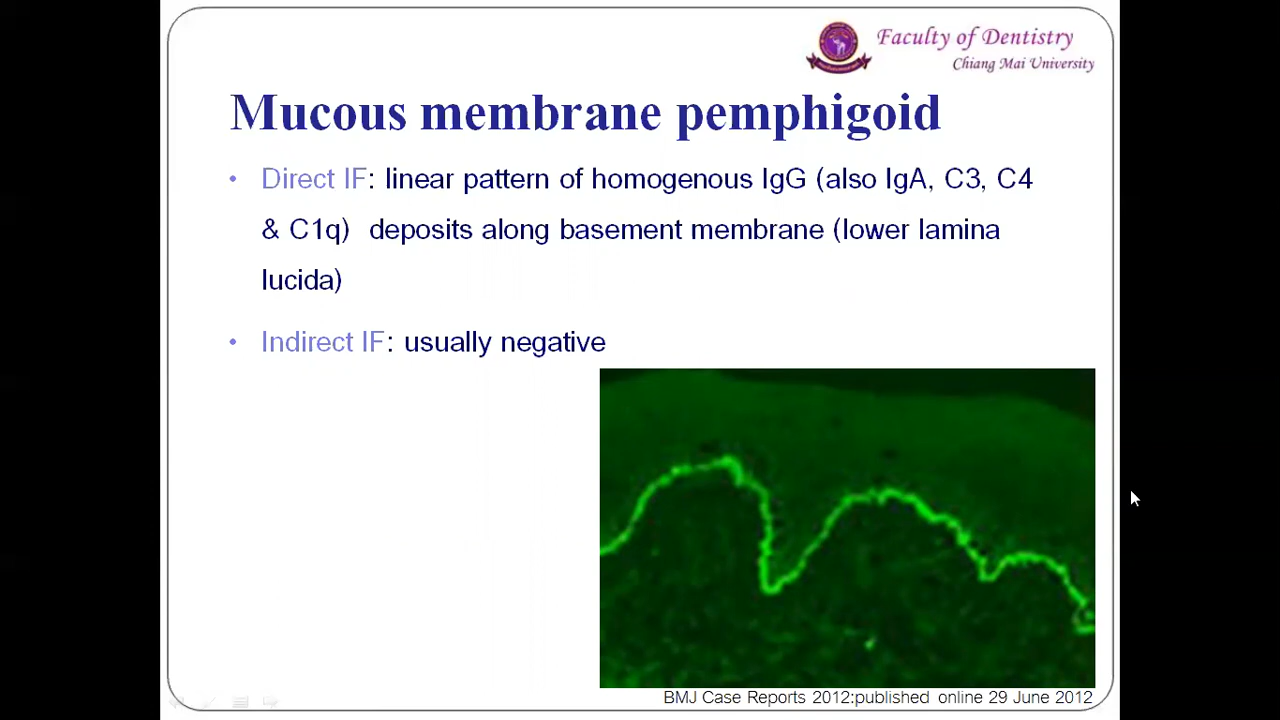 Faculty of Dentistry
Chiang Mai University
Mucous membrane pemphigoid
• Direct IF: linear pattern of homogenous IgG (also IgA, C3, C4
& C1q) deposits along basement membrane (lower lamina
lucida)
• Indirect IF: usually negative
BMJ Case Reports 2012:published online 29 June 2012